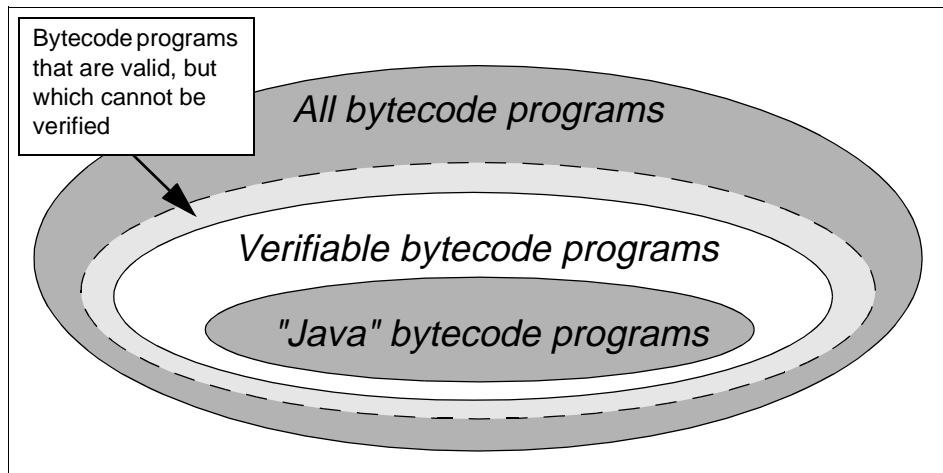 Bytecode programs
that are valid, but
which cannot be
verified
All bytecode programs
Verifiable bytecode programs
"Java" bytecode programs